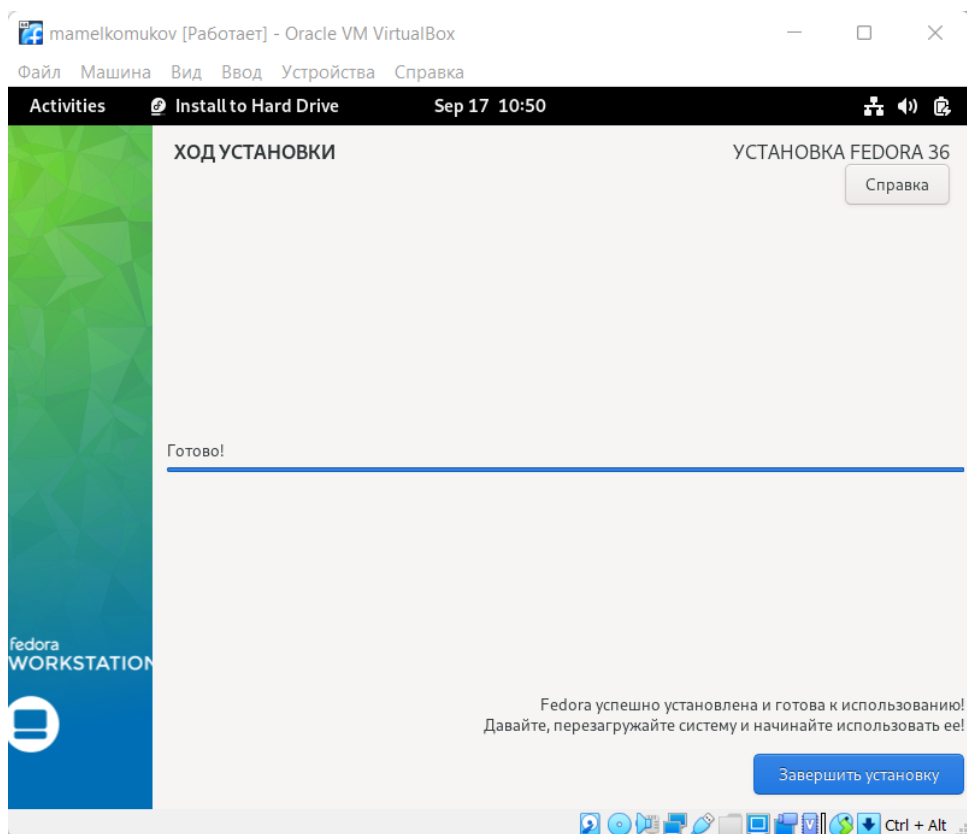 mamelkomukov [Работает] - Oracle VM VirtualBox
Файл Машина Вид Ввод Устройства Справка
Activities Install to Hard Drive Sep 17 10:50
ХОД УСТАНОВКИ УСТАНОВКА FEDORA 36
Справка
Готово!
fedora
WORKSTATION
Fedora успешно установлена и готова к использованию!
Давайте, перезагружайте систему и начинайте использовать ее!
Завершить установку
Ctrl + Alt